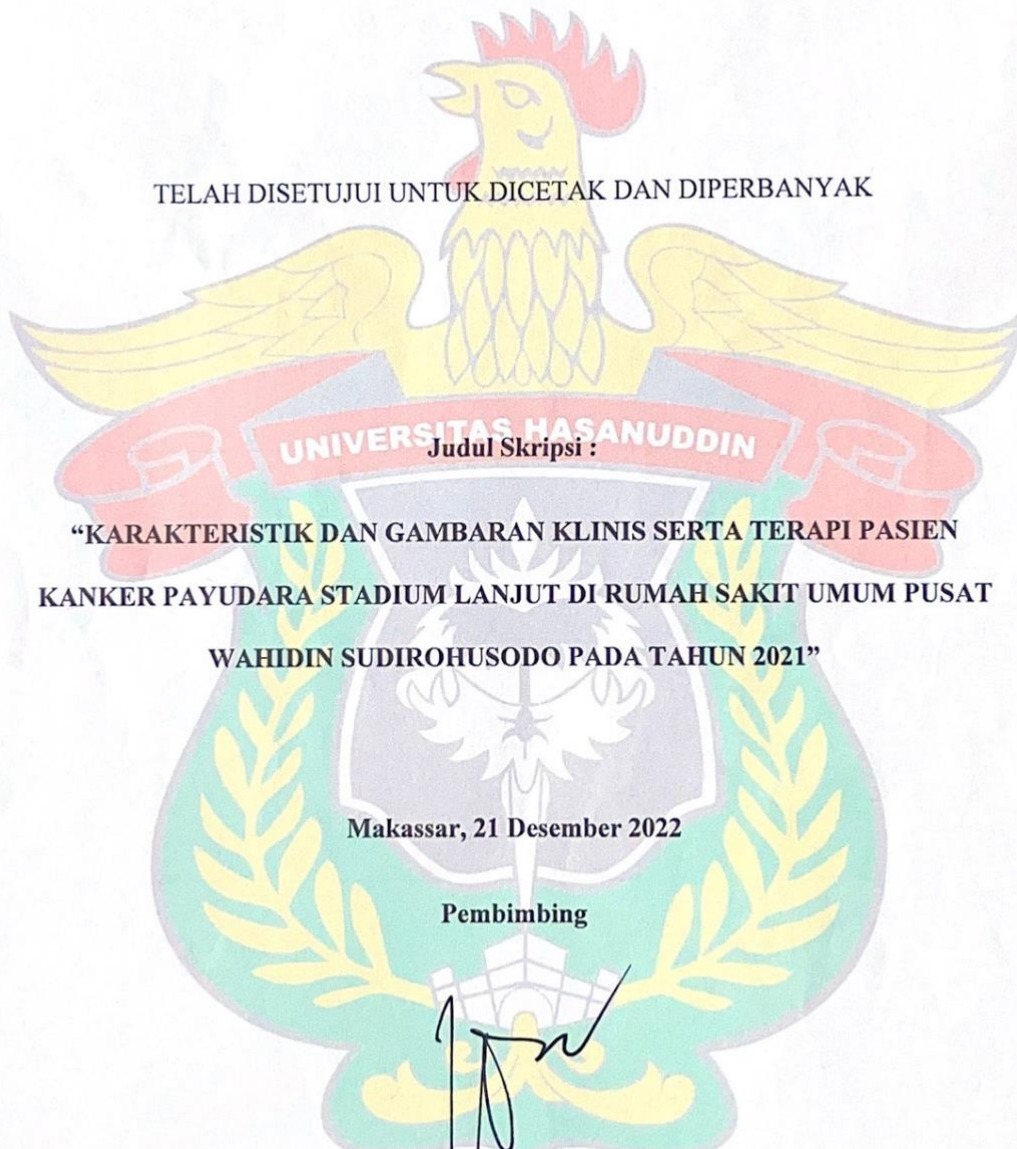 TELAH DISETUJUI UNTUK DICETAK DAN DIPERBANYAK
UNIVERSITAS HASANUDDIN
Judul Skripsi :
“KARAKTERISTIK DAN GAMBARAN KLINIS SERTA TERAPI PASIEN
KANKER PAYUDARA STADIUM LANJUT DI RUMAH SAKIT UMUM PUSAT
WAHIDIN SUDIROHUSODO PADA TAHUN 2021”
Makassar, 21 Desember 2022
Pembimbing